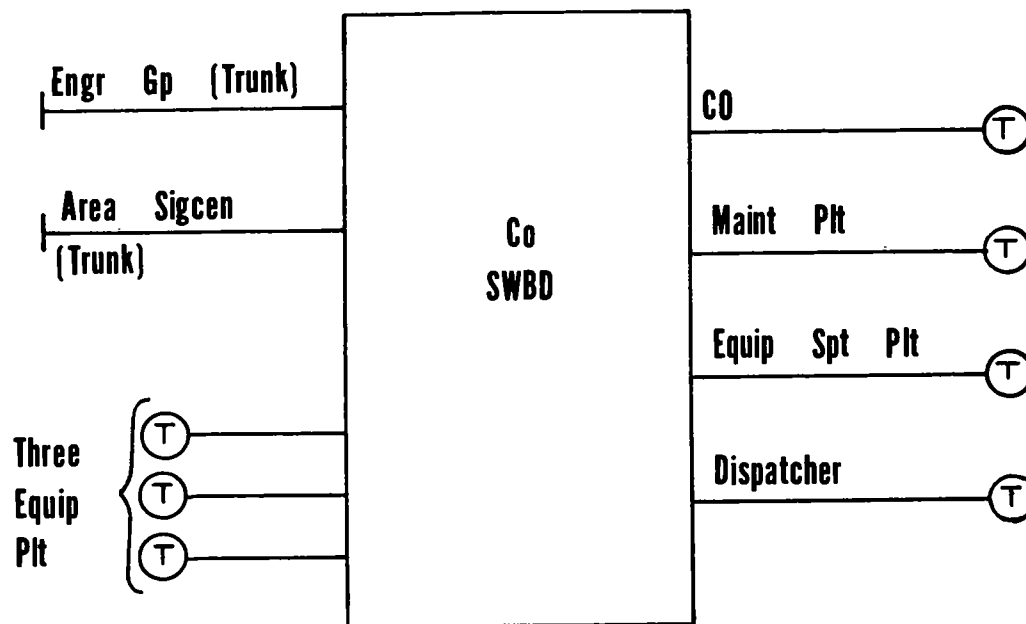 Engr Gp (Trunk)
Area Sigcen
(Trunk)
Three
Equip
Plt
T
T
T
Co
SWBD
CO
T
Maint Plt
T
Equip Spt Plt
T
Dispatcher
T